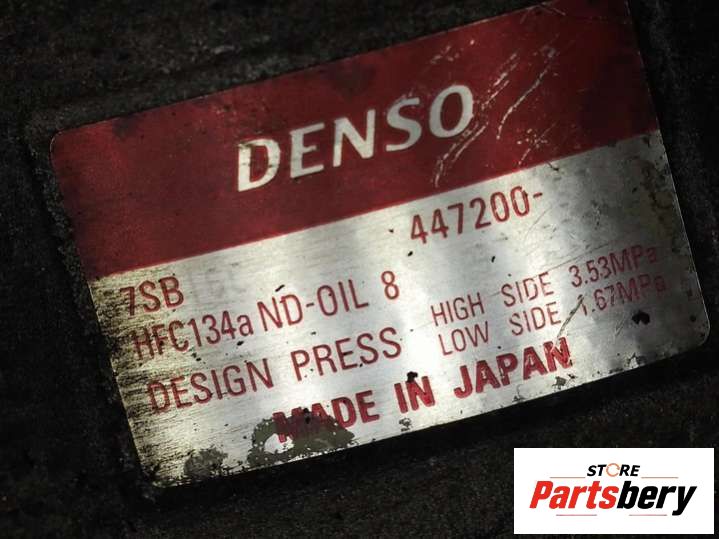 DENSO
447200-
7SB
HFC134a ND-OIL 8
DESIGN PRESS HIGH SIDE 3.53MPa
LOW SIDE 1.67MPa
MADE IN JAPAN
STORE
Partsbery